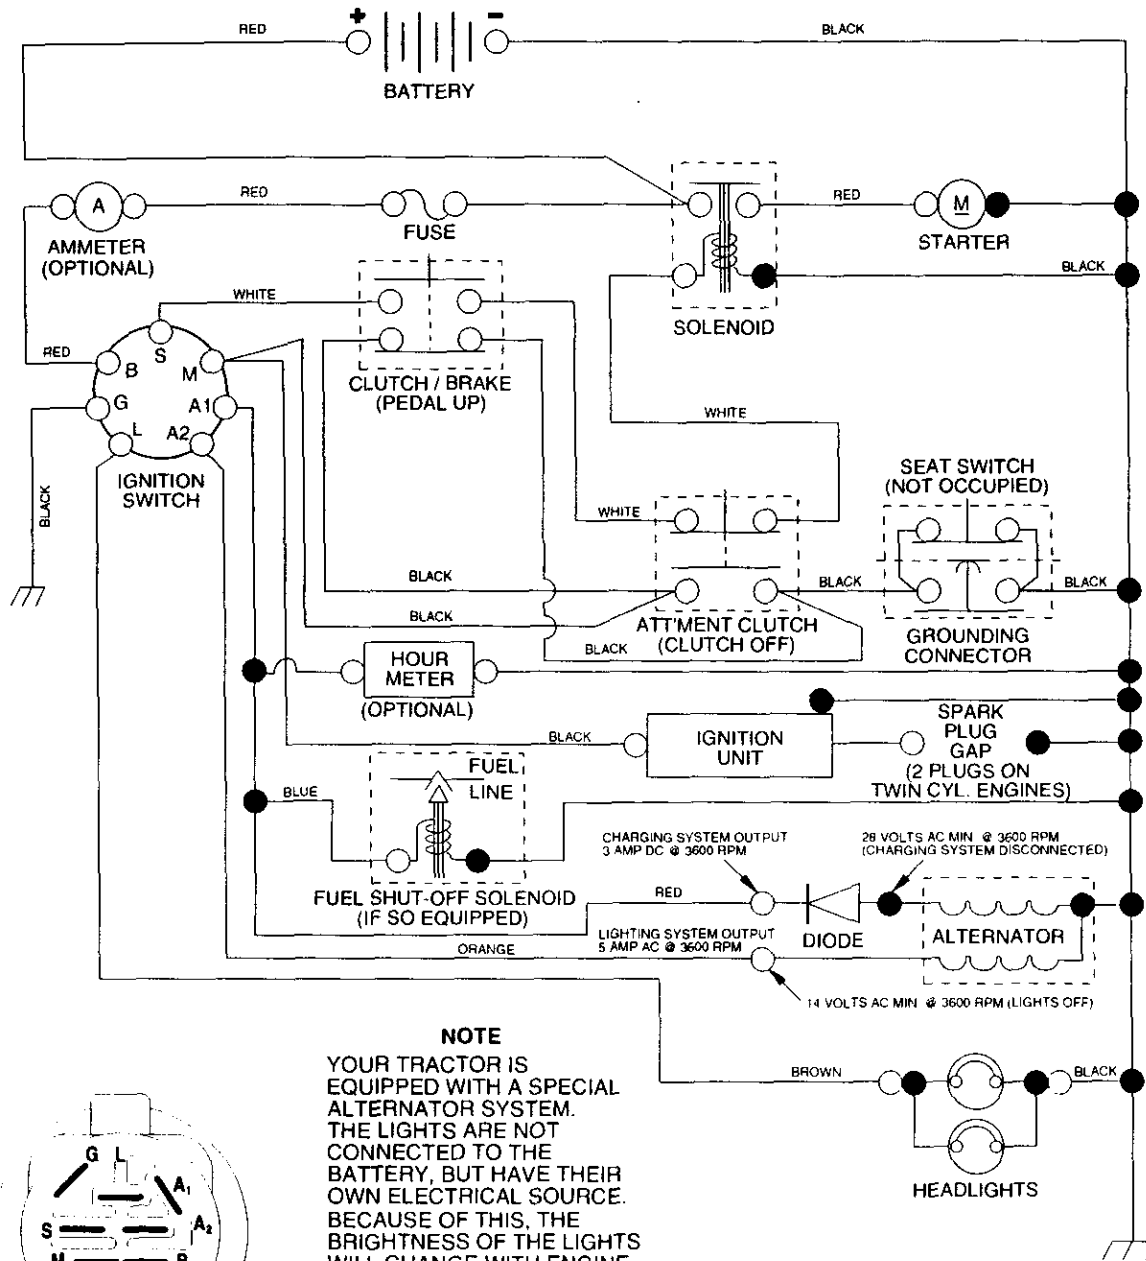 + −
RED
BLACK
BATTERY
A
RED
RED
M
AMMETER
(OPTIONAL)
FUSE
STARTER
BLACK
WHITE
SOLENOID
RED
S
B
M
CLUTCH / BRAKE
(PEDAL UP)
G
A1
L
A2
WHITE
IGNITION
SWITCH
BLACK
SEAT SWITCH
(NOT OCCUPIED)
WHITE
BLACK
BLACK
BLACK
BLACK
ATT'MENT CLUTCH
(CLUTCH OFF)
BLACK
GROUNDING
CONNECTOR
HOUR
METER
(OPTIONAL)
BLACK
IGNITION
UNIT
SPARK
PLUG
GAP
(2 PLUGS ON
TWIN CYL. ENGINES)
FUEL
LINE
BLUE
CHARGING SYSTEM OUTPUT
3 AMP DC @ 3600 RPM
28 VOLTS AC MIN @ 3600 RPM
(CHARGING SYSTEM DISCONNECTED)
FUEL SHUT-OFF SOLENOID
(IF SO EQUIPPED)
RED
LIGHTING SYSTEM OUTPUT
5 AMP AC @ 3600 RPM
DIODE
ALTERNATOR
ORANGE
14 VOLTS AC MIN @ 3600 RPM (LIGHTS OFF)
NOTE
YOUR TRACTOR IS
EQUIPPED WITH A SPECIAL
ALTERNATOR SYSTEM.
THE LIGHTS ARE NOT
CONNECTED TO THE
BATTERY, BUT HAVE THEIR
OWN ELECTRICAL SOURCE.
BECAUSE OF THIS, THE
BRIGHTNESS OF THE LIGHTS
WILL CHANGE WITH ENGINE
BROWN
BLACK
HEADLIGHTS
G L
A1
S
A2
M
B